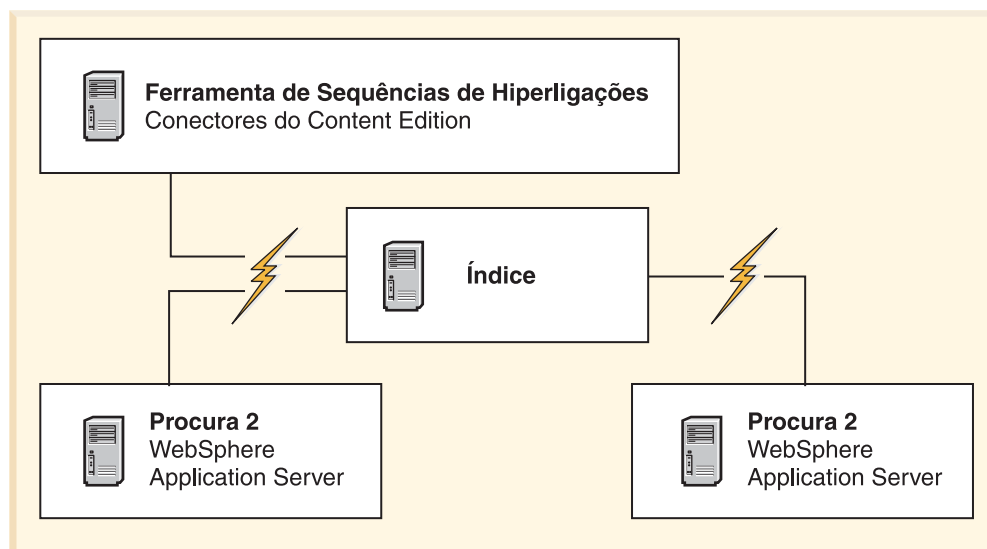 Ferramenta de Sequências de Hiperligações
Conectores do Content Edition
Índice
Procura 2
WebSphere
Application Server
Procura 2
WebSphere
Application Server